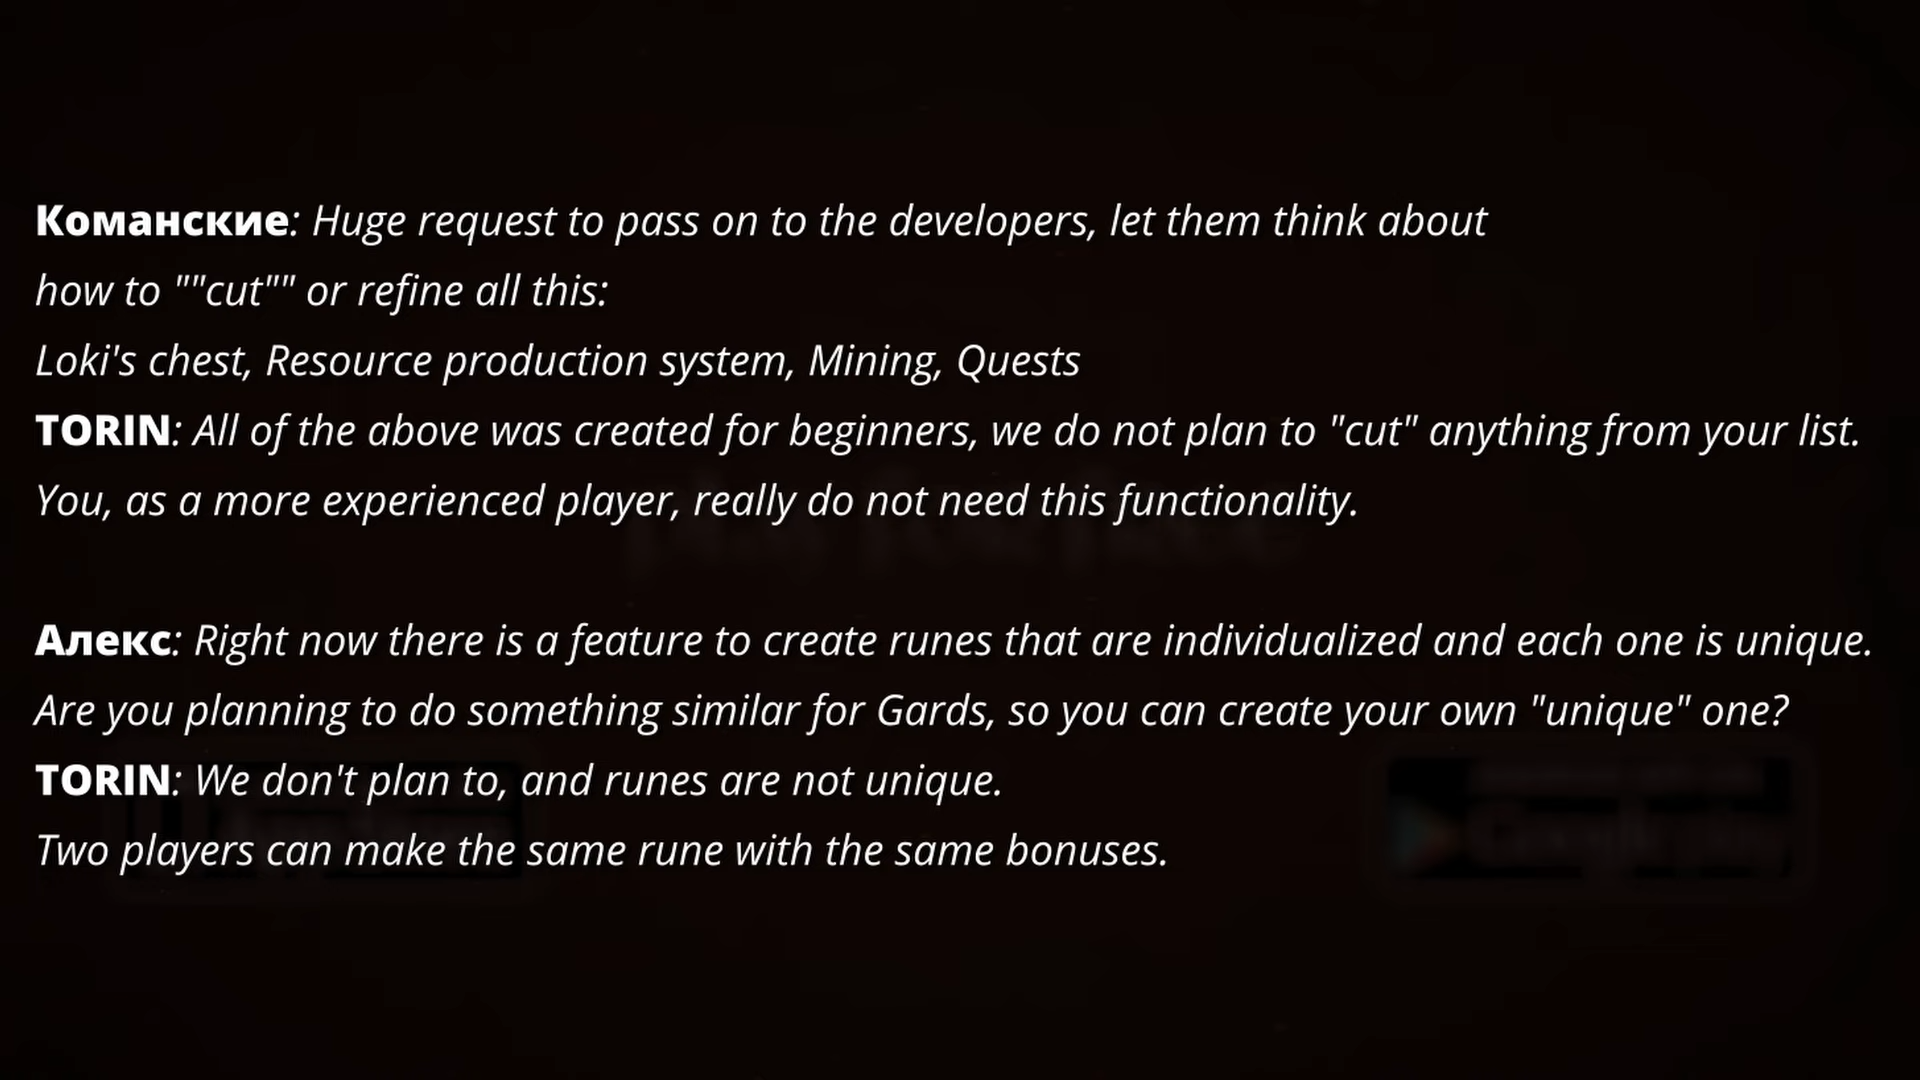 Команские: Huge request to pass on to the developers, let them think about
how to ""cut"" or refine all this:
Loki's chest, Resource production system, Mining, Quests
TORIN: All of the above was created for beginners, we do not plan to "cut" anything from your list.
You, as a more experienced player, really do not need this functionality.
Алекс: Right now there is a feature to create runes that are individualized and each one is unique.
Are you planning to do something similar for Gards, so you can create your own "unique" one?
TORIN: We don't plan to, and runes are not unique.
Two players can make the same rune with the same bonuses.